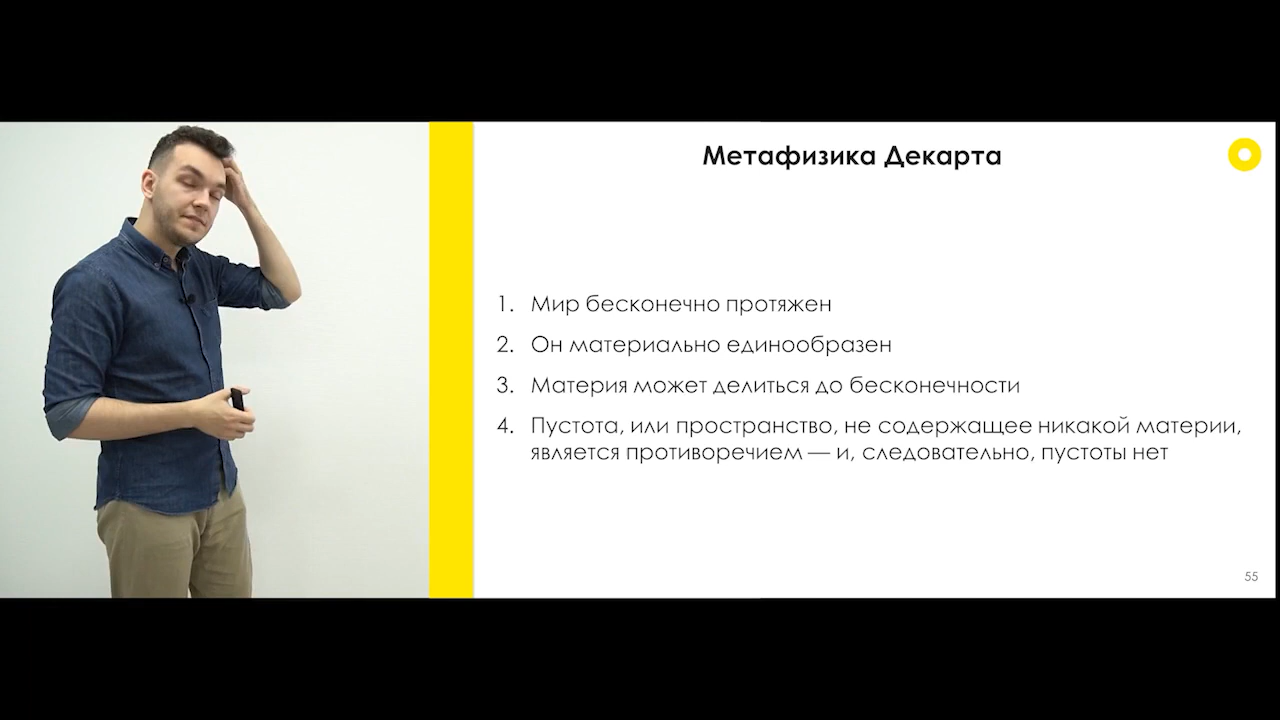 Метафизика Декарта
1. Мир бесконечно протяжен
2. Он материально единообразен
3. Материя может делиться до бесконечности
4. Пустота, или пространство, не содержащее никакой материи,
является противоречием — и, следовательно, пустоты нет
55